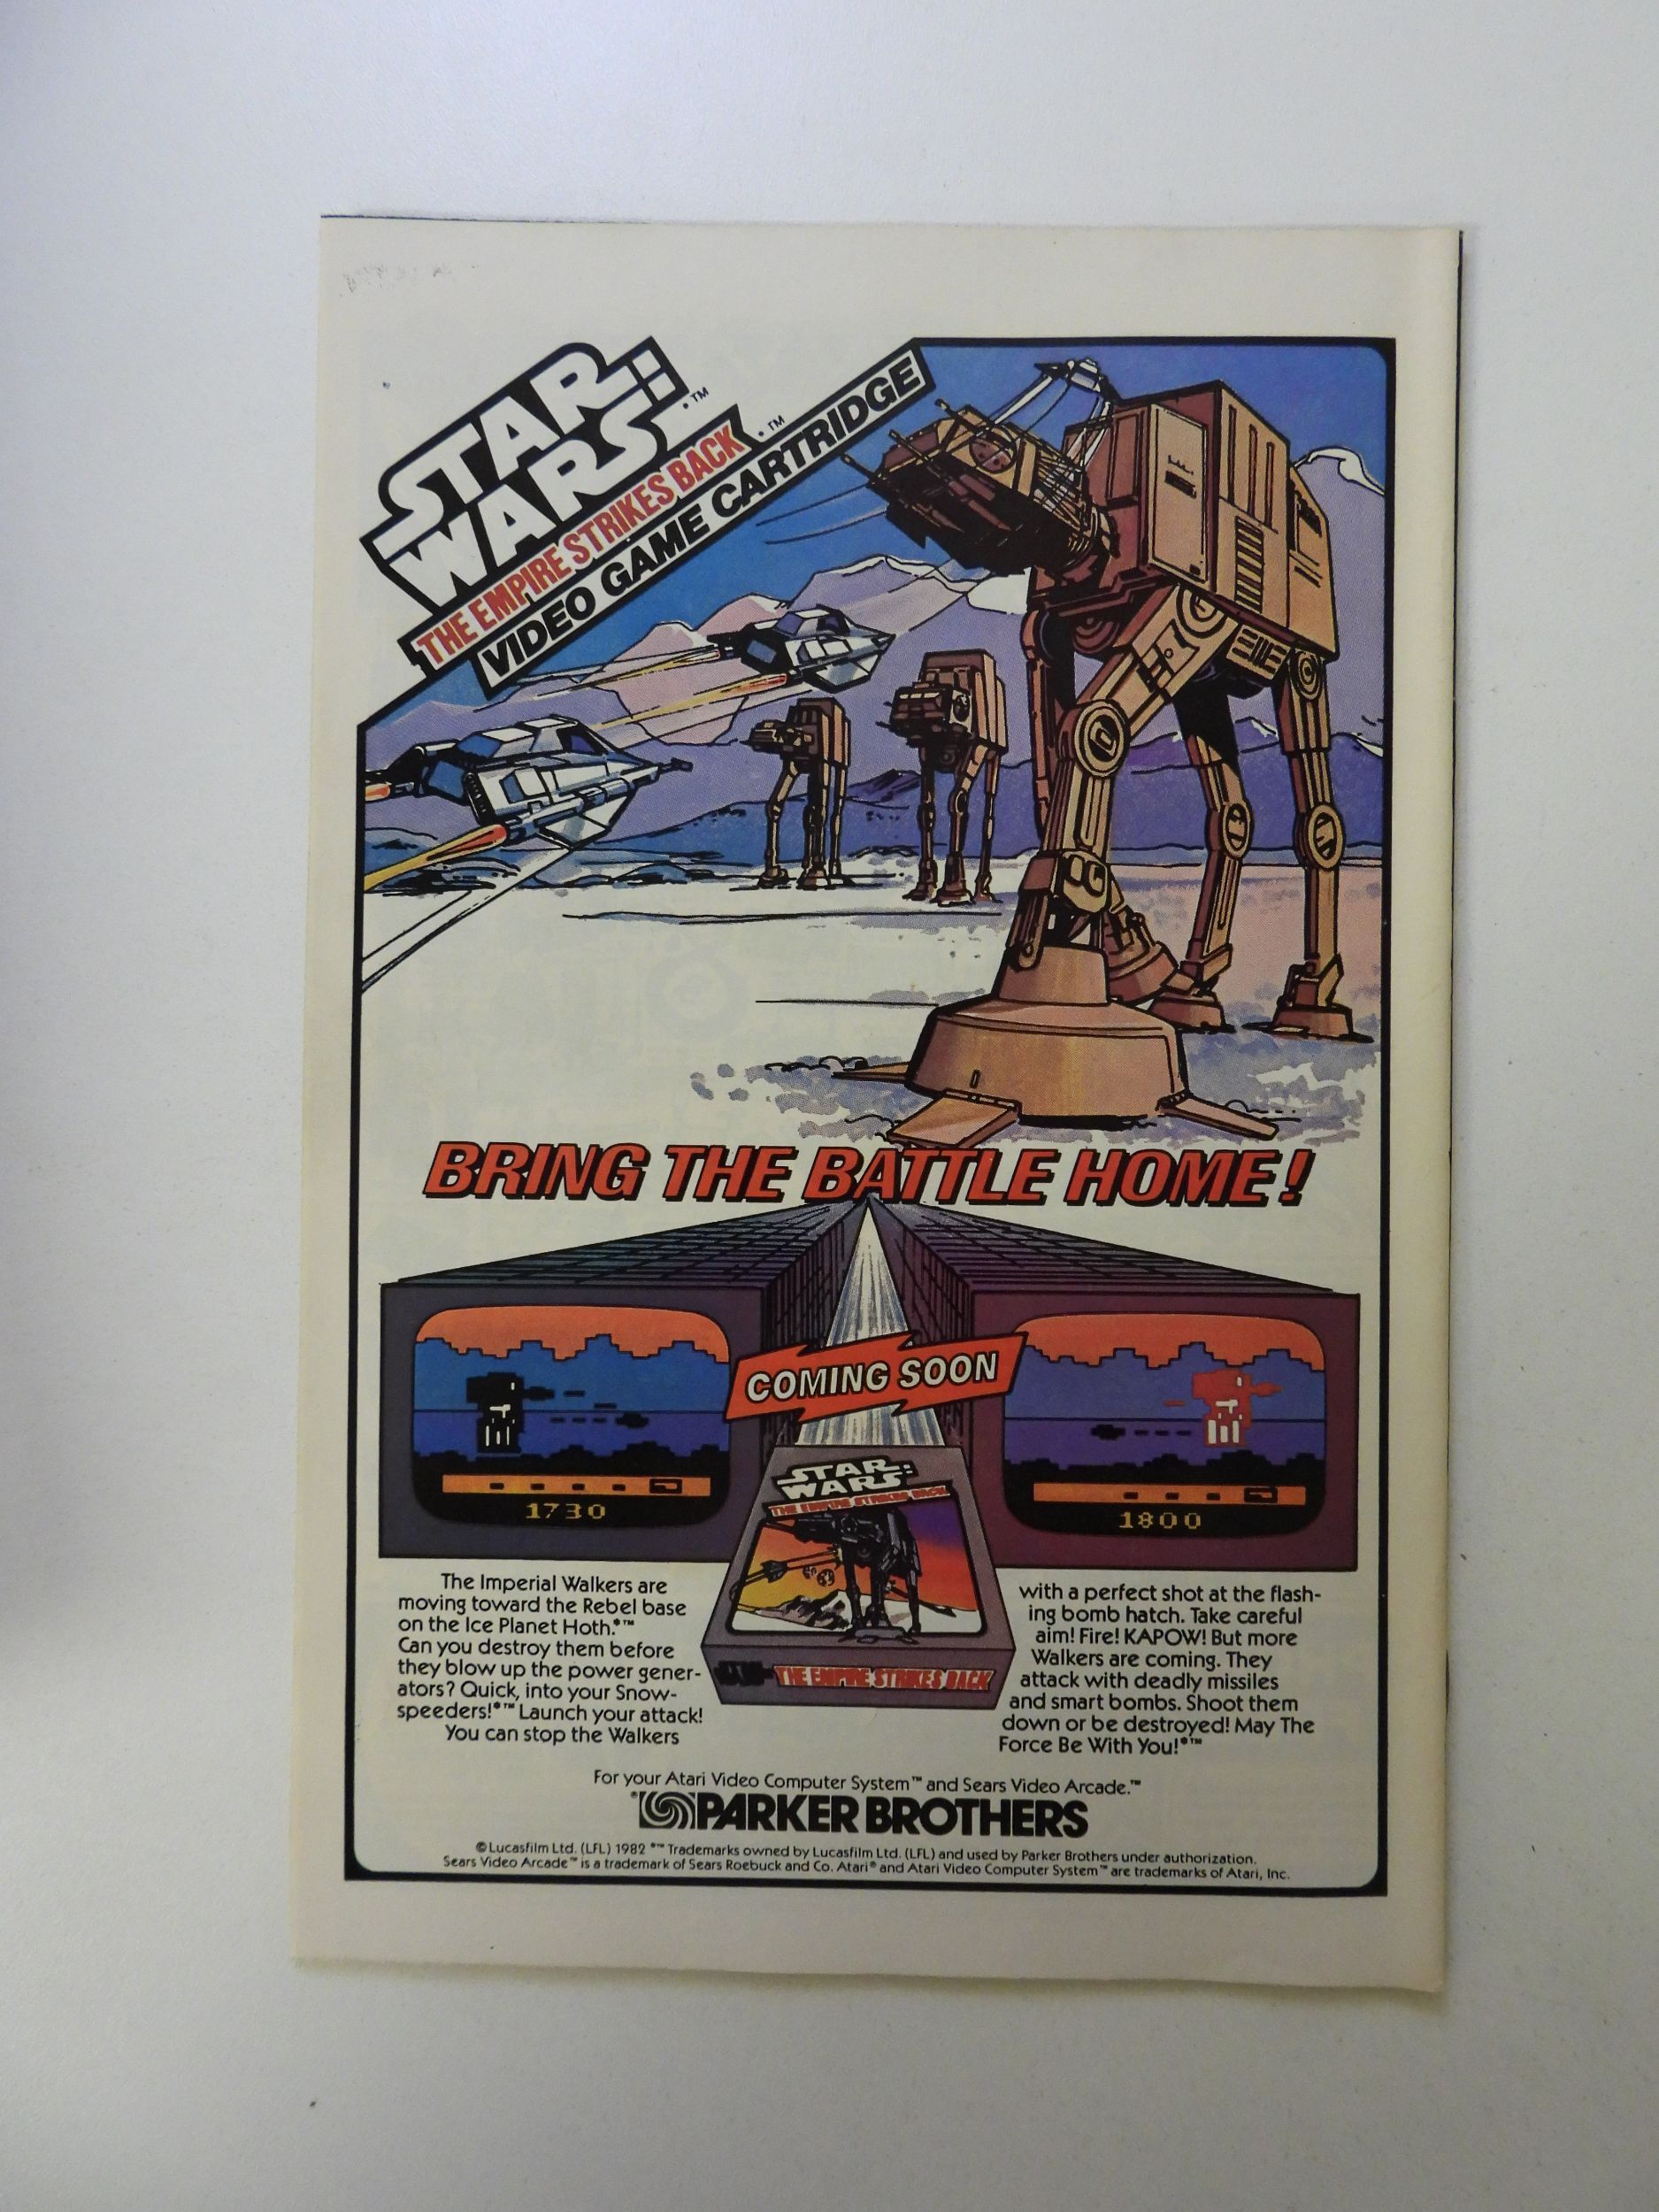 STAR
WARS™
THE EMPIRE STRIKES BACK™
VIDEO GAME CARTRIDGE
BRING THE BATTLE HOME!
COMING SOON
1730
1800
STAR
WARS
THE EMPIRE STRIKES BACK
THE EMPIRE STRIKES BACK
The Imperial Walkers are
moving toward the Rebel base
on the Ice Planet Hoth.*™
Can you destroy them before
they blow up the power gener-
ators? Quick, into your Snow-
speeders!*™ Launch your attack!
You can stop the Walkers
with a perfect shot at the flash-
ing bomb hatch. Take careful
aim! Fire! KAPOW! But more
Walkers are coming. They
attack with deadly missiles
and smart bombs. Shoot them
down or be destroyed! May The
Force Be With You!*™
For your Atari Video Computer System™ and Sears Video Arcade.™
PARKER BROTHERS
©Lucasfilm Ltd. (LFL) 1982 *™ Trademarks owned by Lucasfilm Ltd. (LFL) and used by Parker Brothers under authorization.
Sears Video Arcade™ is a trademark of Sears Roebuck and Co. Atari® and Atari Video Computer System™ are trademarks of Atari, Inc.